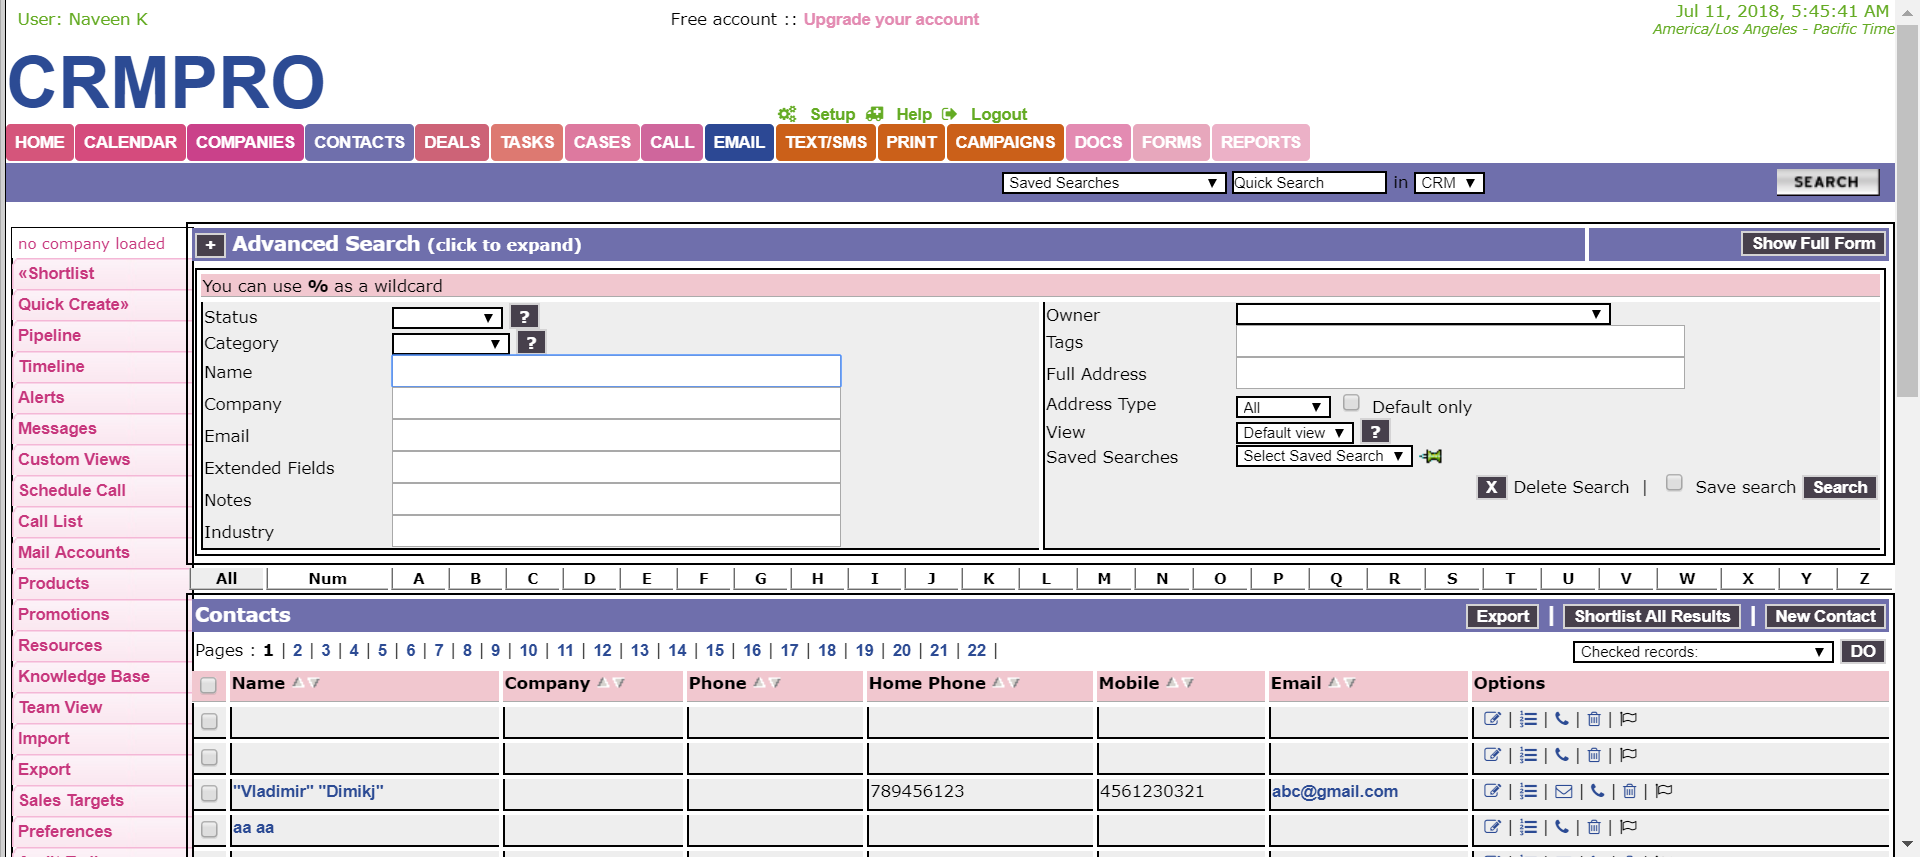 User: Naveen K
Free account :: Upgrade your account
Jul 11, 2018, 5:45:41 AM
America/Los Angeles - Pacific Time
CRMPRO
Setup Help Logout
HOME CALENDAR COMPANIES CONTACTS DEALS TASKS CASES CALL EMAIL TEXT/SMS PRINT CAMPAIGNS DOCS FORMS REPORTS
Saved Searches Quick Search in CRM SEARCH
no company loaded
«Shortlist
Quick Create»
Pipeline
Timeline
Alerts
Messages
Custom Views
Schedule Call
Call List
Mail Accounts
Products
Promotions
Resources
Knowledge Base
Team View
Import
Export
Sales Targets
Preferences
+ Advanced Search (click to expand) Show Full Form
You can use % as a wildcard
Status ?
Category ?
Name
Company
Email
Extended Fields
Notes
Industry
Owner
Tags
Full Address
Address Type All Default only
View Default view ?
Saved Searches Select Saved Search
X Delete Search | Save search Search
All Num A B C D E F G H I J K L M N O P Q R S T U V W X Y Z
Contacts Export | Shortlist All Results | New Contact
Pages : 1 | 2 | 3 | 4 | 5 | 6 | 7 | 8 | 9 | 10 | 11 | 12 | 13 | 14 | 15 | 16 | 17 | 18 | 19 | 20 | 21 | 22 |
Checked records: DO
Name Company Phone Home Phone Mobile Email Options
| | | |
| | | |
"Vladimir" "Dimikj" 789456123 4561230321 abc@gmail.com | | | | |
aa aa | | | |